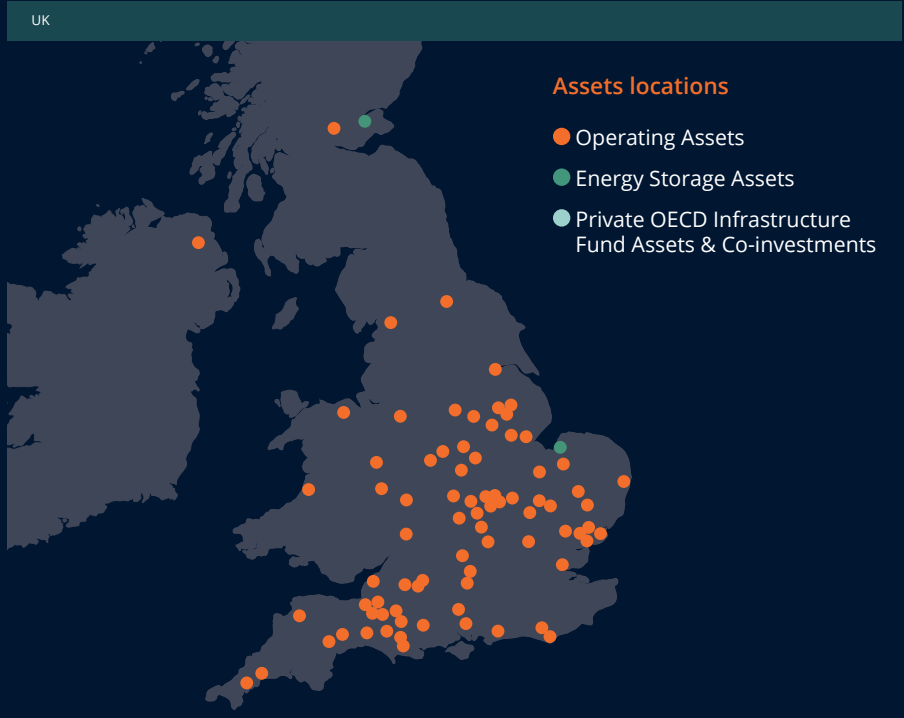 UK
Assets locations
Operating Assets
Energy Storage Assets
Private OECD Infrastructure
Fund Assets & Co-investments